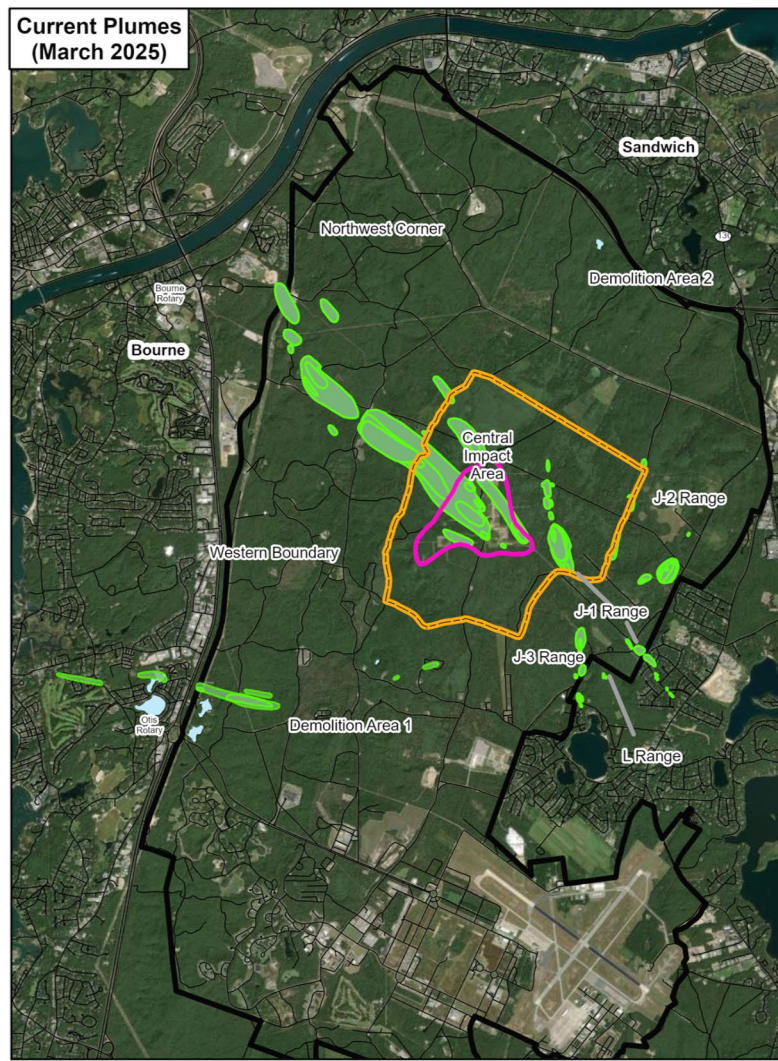 Current Plumes
(March 2025)
Sandwich
130
Northwest Corner
Demolition Area 2
Bourne
Rotary
Bourne
Central
Impact
Area
J-2 Range
Western Boundary
J-1 Range
J-3 Range
Otis
Rotary
Demolition Area 1
L Range